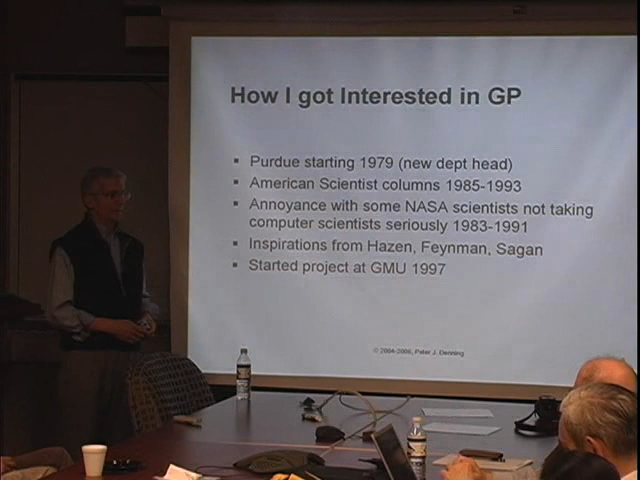 How I got Interested in GP
▪ Purdue starting 1979 (new dept head)
▪ American Scientist columns 1985-1993
▪ Annoyance with some NASA scientists not taking
computer scientists seriously 1983-1991
▪ Inspirations from Hazen, Feynman, Sagan
▪ Started project at GMU 1997
© 2004-2006, Peter J. Denning